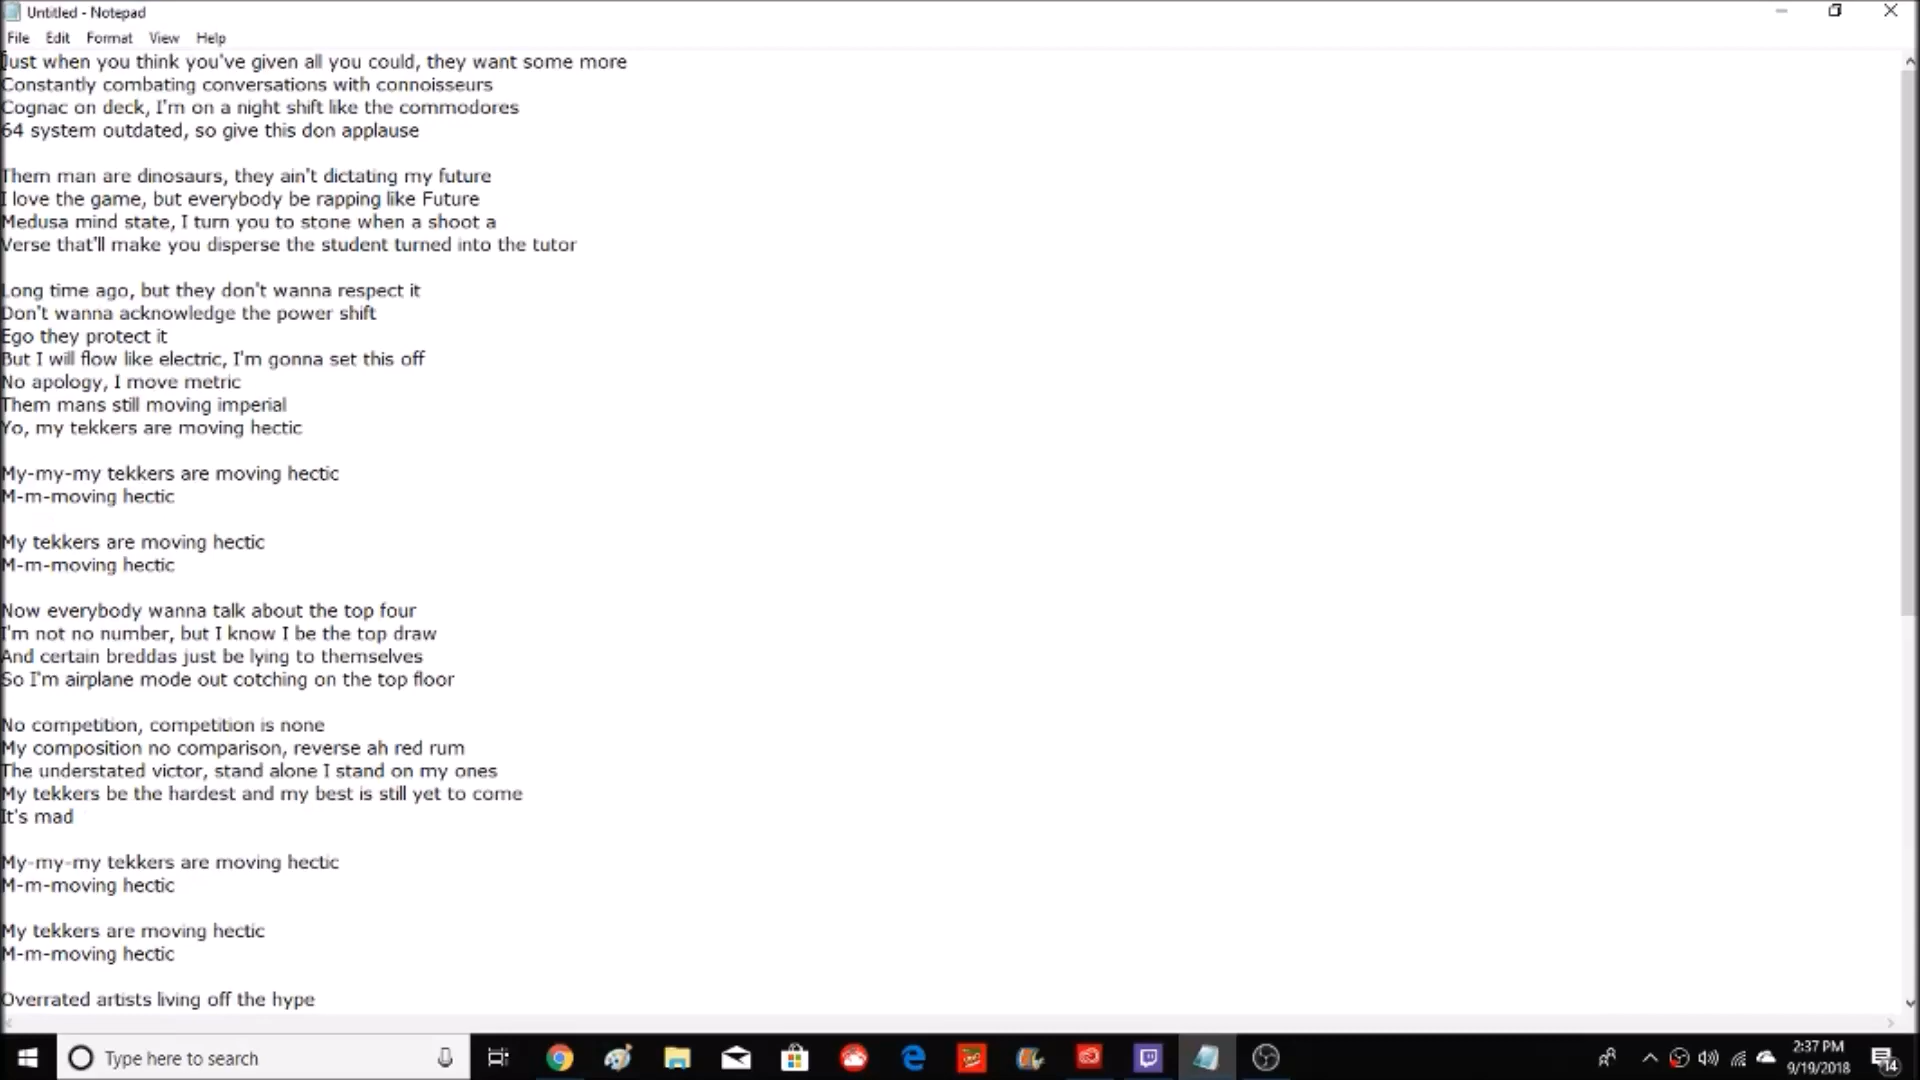 Untitled - Notepad
File Edit Format View Help
Just when you think you've given all you could, they want some more
Constantly combating conversations with connoisseurs
Cognac on deck, I'm on a night shift like the commodores
64 system outdated, so give this don applause
Them man are dinosaurs, they ain't dictating my future
I love the game, but everybody be rapping like Future
Medusa mind state, I turn you to stone when a shoot a
Verse that'll make you disperse the student turned into the tutor
Long time ago, but they don't wanna respect it
Don't wanna acknowledge the power shift
Ego they protect it
But I will flow like electric, I'm gonna set this off
No apology, I move metric
Them mans still moving imperial
Yo, my tekkers are moving hectic
My-my-my tekkers are moving hectic
M-m-moving hectic
My tekkers are moving hectic
M-m-moving hectic
Now everybody wanna talk about the top four
I'm not no number, but I know I be the top draw
And certain breddas just be lying to themselves
So I'm airplane mode out cotching on the top floor
No competition, competition is none
My composition no comparison, reverse ah red rum
The understated victor, stand alone I stand on my ones
My tekkers be the hardest and my best is still yet to come
It's mad
My-my-my tekkers are moving hectic
M-m-moving hectic
My tekkers are moving hectic
M-m-moving hectic
Overrated artists living off the hype
Type here to search
2:37 PM
9/19/2018
14